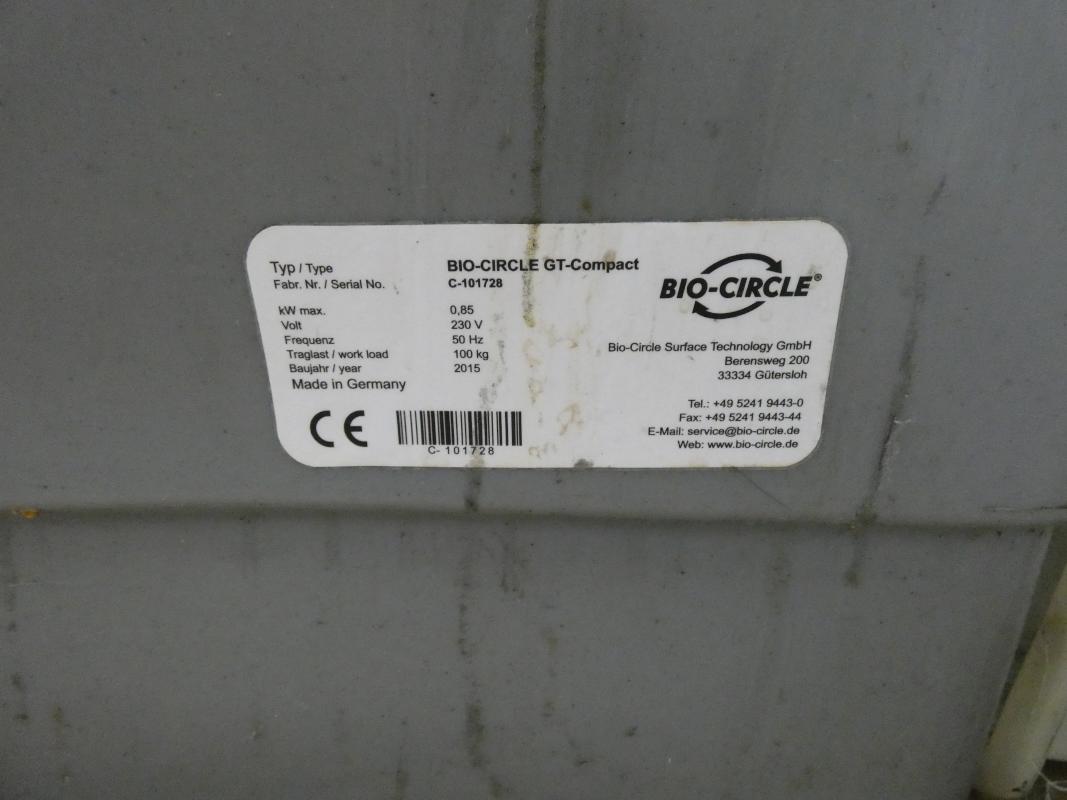 Typ / Type BIO-CIRCLE GT-Compact
Fabr. Nr. / Serial No. C-101728
kW max. 0,85
Volt 230 V
Frequenz 50 Hz
Traglast / work load 100 kg
Baujahr / year 2015
Made in Germany
CE
C- 101728
BIO-CIRCLE®
Bio-Circle Surface Technology GmbH
Berensweg 200
33334 Gütersloh
Tel.: +49 5241 9443-0
Fax: +49 5241 9443-44
E-Mail: service@bio-circle.de
Web: www.bio-circle.de